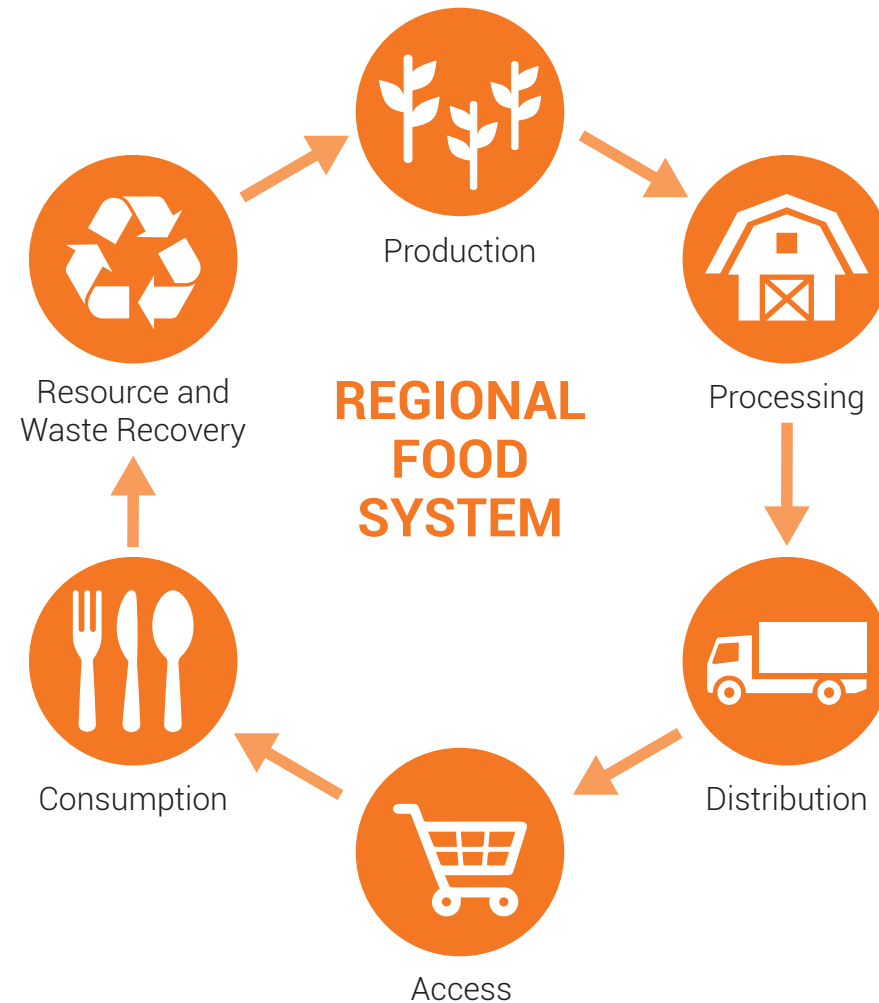 Production
Processing
Resource and
Waste Recovery
REGIONAL
FOOD
SYSTEM
Consumption
Distribution
Access